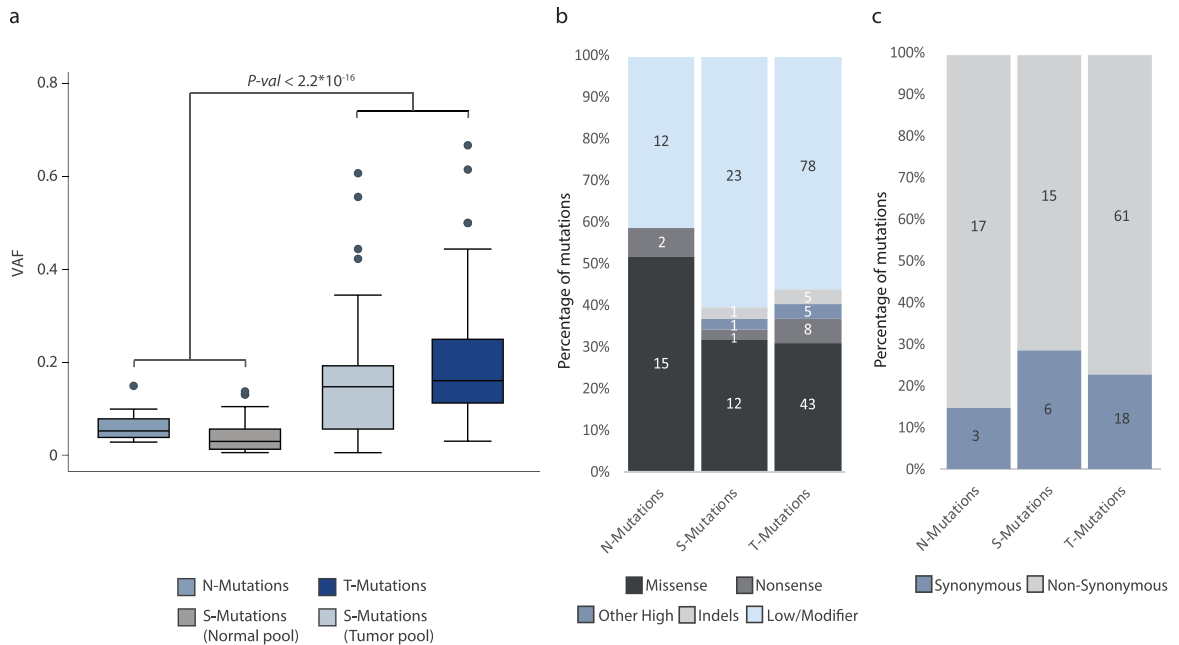 a
P-val < 2.2*10-16
0.8
0.6
0.4
0.2
0
VAF
N-Mutations
T-Mutations
S-Mutations
(Normal pool)
S-Mutations
(Tumor pool)
b
100%
90%
80%
70%
60%
50%
40%
30%
20%
10%
0%
Percentage of mutations
12
2
15
23
1
1
1
12
78
5
5
8
43
N-Mutations
S-Mutations
T-Mutations
Missense
Nonsense
Other High
Indels
Low/Modifier
c
100%
90%
80%
70%
60%
50%
40%
30%
20%
10%
0%
Percentage of mutations
17
3
15
6
61
18
N-Mutations
S-Mutations
T-Mutations
Synonymous
Non-Synonymous